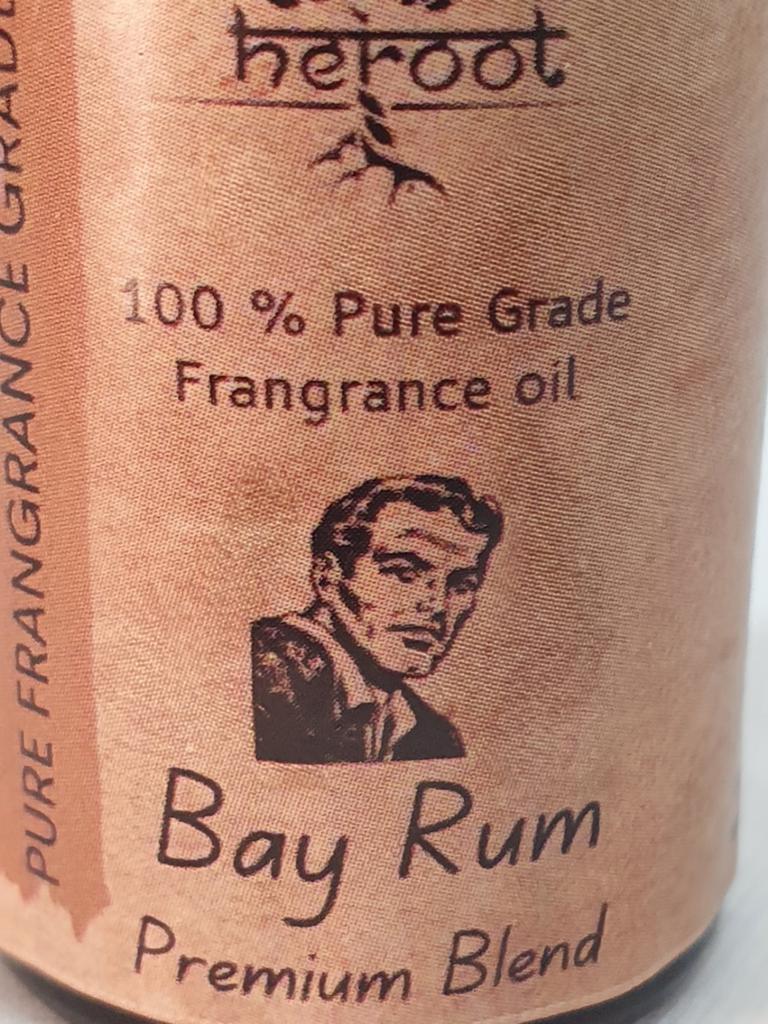 heroot
100 % Pure Grade
Frangrance oil
Bay Rum
Premium Blend
PURE FRANGRANCE GRADE